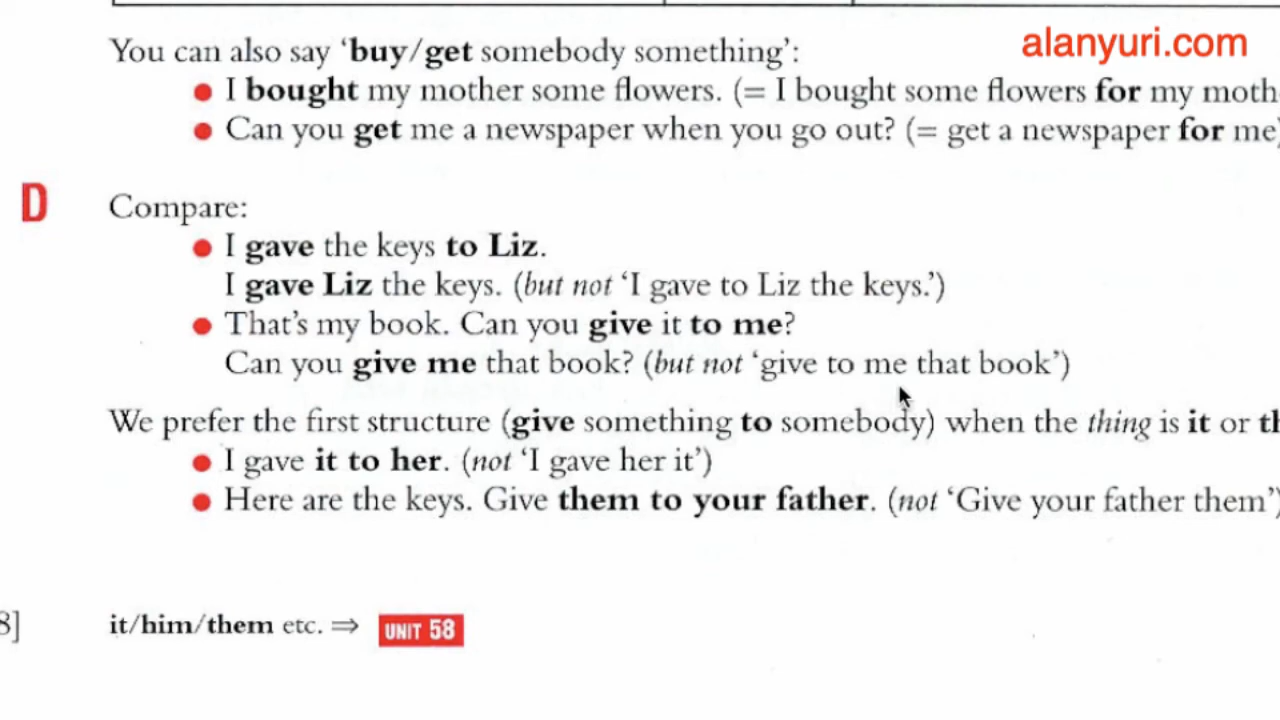 alanyuri.com
You can also say ‘buy/get somebody something’:
● I bought my mother some flowers. (= I bought some flowers for my
● Can you get me a newspaper when you go out? (= get a newspaper for me)
D
Compare:
● I gave the keys to Liz.
I gave Liz the keys. (but not ‘I gave to Liz the keys.’)
● That’s my book. Can you give it to me?
Can you give me that book? (but not ‘give to me that book’)
We prefer the first structure (give something to somebody) when the thing is it or
● I gave it to her. (not ‘I gave her it’)
● Here are the keys. Give them to your father. (not ‘Give your father them’)
8] it/him/them etc. ⇒ UNIT 58